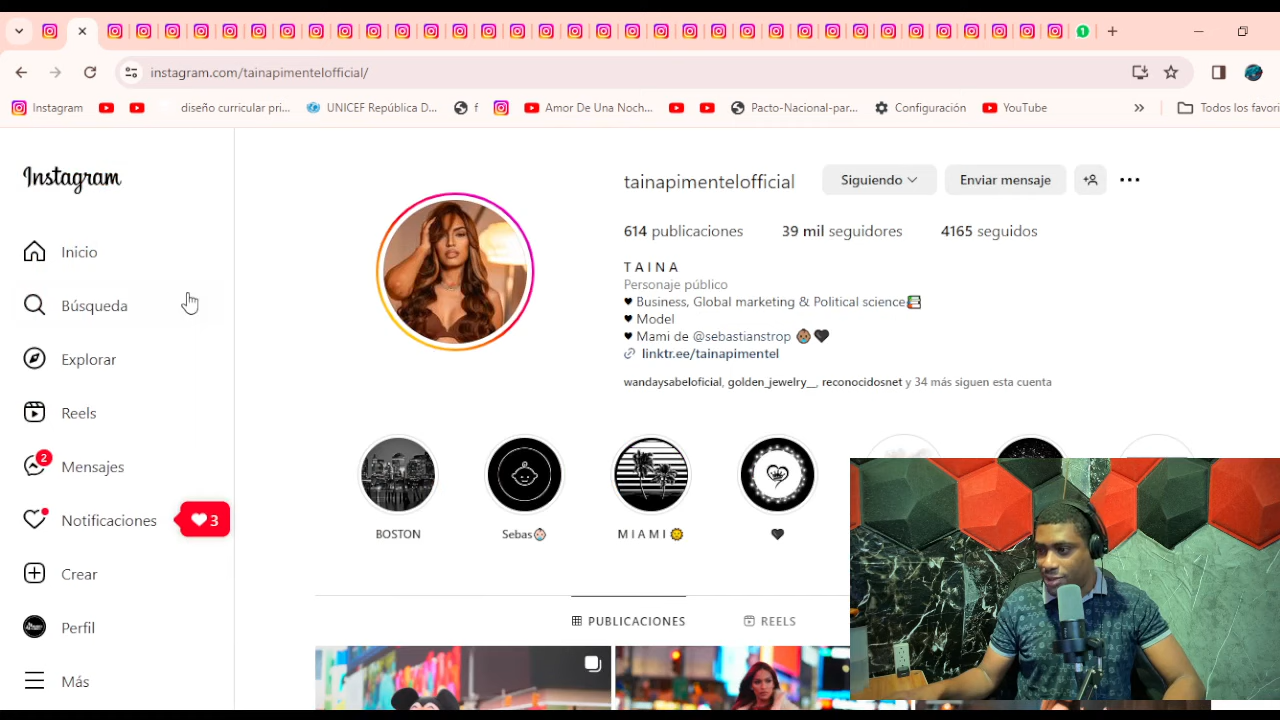 instagram.com/tainapimentelofficial/
Instagram
diseño curricular pri...
UNICEF República D...
f
Amor De Una Noch...
Pacto-Nacional-par...
Configuración
YouTube
»
Todos los favori
Instagram
Inicio
Búsqueda
Explorar
Reels
2
Mensajes
Notificaciones
3
Crear
Perfil
Más
tainapimentelofficial
Siguiendo
Enviar mensaje
614 publicaciones 39 mil seguidores 4165 seguidos
T A I N A
Personaje público
♥ Business, Global marketing & Political science📚
♥ Model
♥ Mami de @sebastianstrop 👶🏽🖤
linktr.ee/tainapimentel
wandaysabeloficial, golden_jewelry__, reconocidosnet y 34 más siguen esta cuenta
BOSTON
Sebas👶🏽
M I A M I 🌞
♥
PUBLICACIONES
REELS